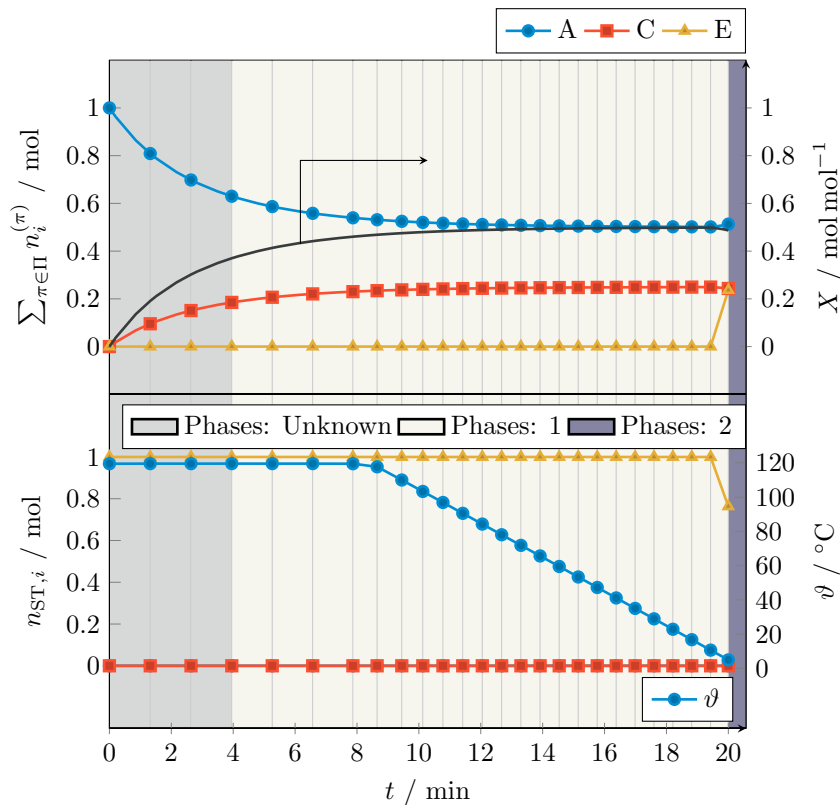 A C E
1 0.8 0.6 0.4 0.2 0
∑π∈Π n_i^(π) / mol
1 0.8 0.6 0.4 0.2 0
X / mol mol⁻¹
Phases: Unknown Phases: 1 Phases: 2
1 0.8 0.6 0.4 0.2 0
n_ST,i / mol
120 100 80 60 40 20 0
ϑ / °C
ϑ
0 2 4 6 8 10 12 14 16 18 20
t / min